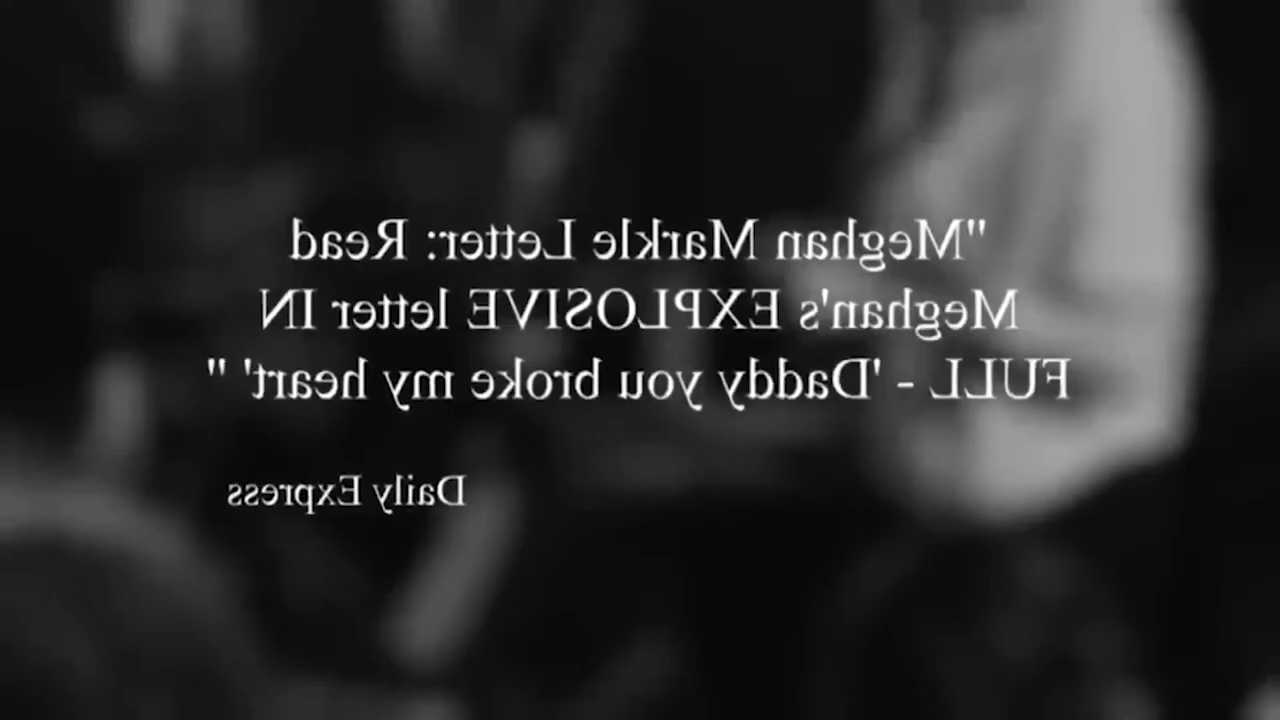 "Meghan Markle Letter: Read
Meghan's EXPLOSIVE letter IN
FULL - 'Daddy you broke my heart' "
Daily Express